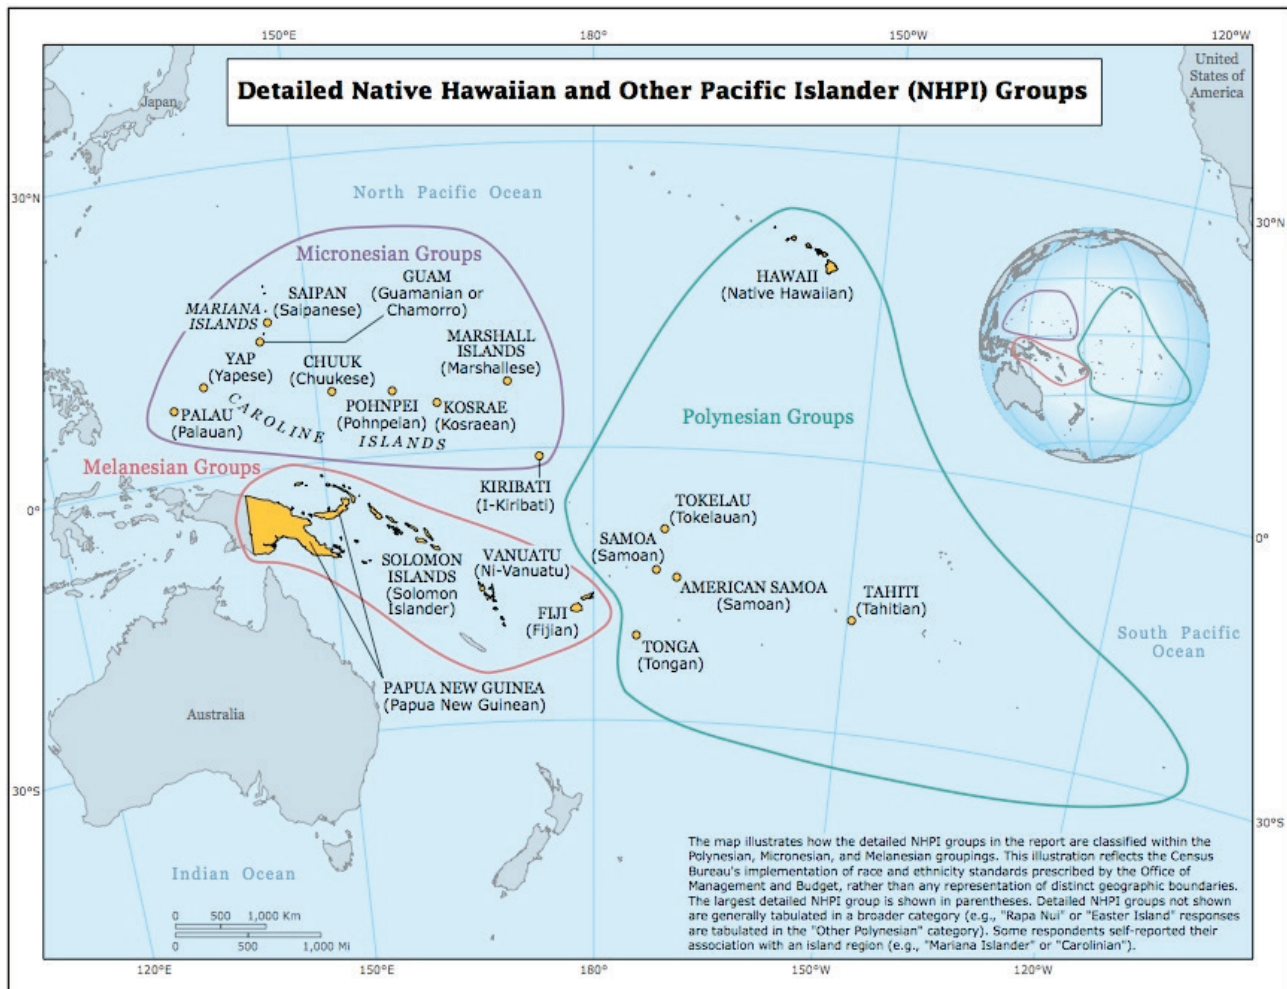 150°E
180°
150°W
120°W
Detailed Native Hawaiian and Other Pacific Islander (NHPI) Groups
Japan
United
States of
America
30°N
North Pacific Ocean
30°N
Micronesian Groups
GUAM
(Guamanian or
Chamorro)
SAIPAN
(Saipanese)
MARIANA
ISLANDS
HAWAII
(Native Hawaiian)
YAP
(Yapese)
CHUUK
(Chuukese)
MARSHALL
ISLANDS
(Marshallese)
PALAU
(Palauan)
CAROLINE
ISLANDS
POHNPEI
(Pohnpeian)
KOSRAE
(Kosraean)
Polynesian Groups
Melanesian Groups
KIRIBATI
(I-Kiribati)
0°
0°
TOKELAU
(Tokelauan)
SAMOA
(Samoan)
AMERICAN SAMOA
(Samoan)
TAHITI
(Tahitian)
SOLOMON
ISLANDS
(Solomon
Islander)
VANUATU
(Ni-Vanuatu)
FIJI
(Fijian)
TONGA
(Tongan)
South Pacific
Ocean
PAPUA NEW GUINEA
(Papua New Guinean)
Australia
30°S
30°S
Indian Ocean
0 500 1,000 Km
0 500 1,000 Mi
The map illustrates how the detailed NHPI groups in the report are classified within the
Polynesian, Micronesian, and Melanesian groupings. This illustration reflects the Census
Bureau's implementation of race and ethnicity standards prescribed by the Office of
Management and Budget, rather than any representation of distinct geographic boundaries.
The largest detailed NHPI group is shown in parentheses. Detailed NHPI groups not shown
are generally tabulated in a broader category (e.g., "Rapa Nui" or "Easter Island" responses
are tabulated in the "Other Polynesian" category). Some respondents self-reported their
association with an island region (e.g., "Mariana Islander" or "Carolinian").
120°E
150°E
180°
150°W
120°W